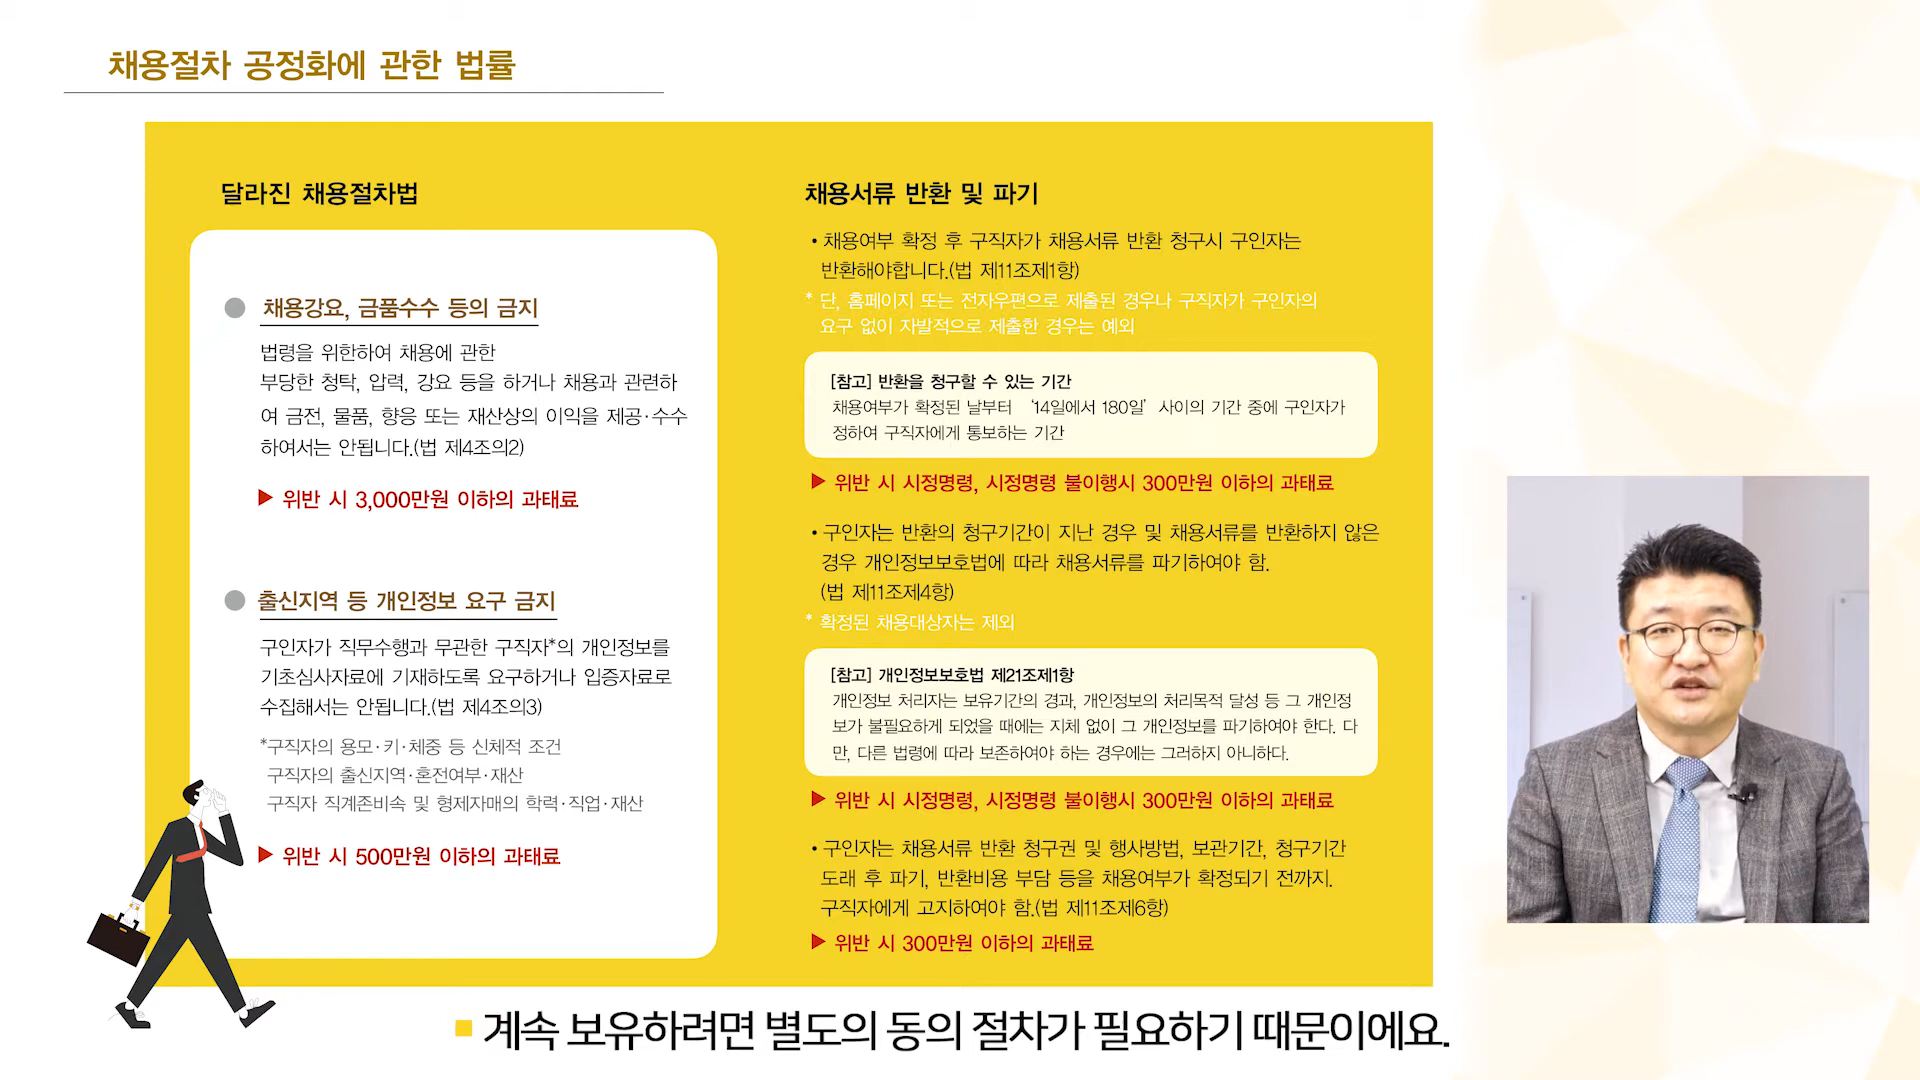 채용절차 공정화에 관한 법률
달라진 채용절차법
채용강요, 금품수수 등의 금지
법령을 위한하여 채용에 관한
부당한 청탁, 압력, 강요 등을 하거나 채용과 관련하
여 금전, 물품, 향응 또는 재산상의 이익을 제공·수수
하여서는 안됩니다.(법 제4조의2)
▶ 위반 시 3,000만원 이하의 과태료
출신지역 등 개인정보 요구 금지
구인자가 직무수행과 무관한 구직자*의 개인정보를
기초심사자료에 기재하도록 요구하거나 입증자료로
수집해서는 안됩니다.(법 제4조의3)
*구직자의 용모·키·체중 등 신체적 조건
구직자의 출신지역·혼전여부·재산
구직자 직계존비속 및 형제자매의 학력·직업·재산
▶ 위반 시 500만원 이하의 과태료
채용서류 반환 및 파기
• 채용여부 확정 후 구직자가 채용서류 반환 청구시 구인자는
반환해야합니다.(법 제11조제1항)
* 단, 홈페이지 또는 전자우편으로 제출된 경우나 구직자가 구인자의
요구 없이 자발적으로 제출한 경우는 예외
[참고] 반환을 청구할 수 있는 기간
채용여부가 확정된 날부터 ‘14일에서 180일’ 사이의 기간 중에 구인자가
정하여 구직자에게 통보하는 기간
▶ 위반 시 시정명령, 시정명령 불이행시 300만원 이하의 과태료
• 구인자는 반환의 청구기간이 지난 경우 및 채용서류를 반환하지 않은
경우 개인정보보호법에 따라 채용서류를 파기하여야 함.
(법 제11조제4항)
* 확정된 채용대상자는 제외
[참고] 개인정보보호법 제21조제1항
개인정보 처리자는 보유기간의 경과, 개인정보의 처리목적 달성 등 그 개인정
보가 불필요하게 되었을 때에는 지체 없이 그 개인정보를 파기하여야 한다. 다
만, 다른 법령에 따라 보존하여야 하는 경우에는 그러하지 아니하다.
▶ 위반 시 시정명령, 시정명령 불이행시 300만원 이하의 과태료
• 구인자는 채용서류 반환 청구권 및 행사방법, 보관기간, 청구기간
도래 후 파기, 반환비용 부담 등을 채용여부가 확정되기 전까지.
구직자에게 고지하여야 함.(법 제11조제6항)
▶ 위반 시 300만원 이하의 과태료
계속 보유하려면 별도의 동의 절차가 필요하기 때문이에요.